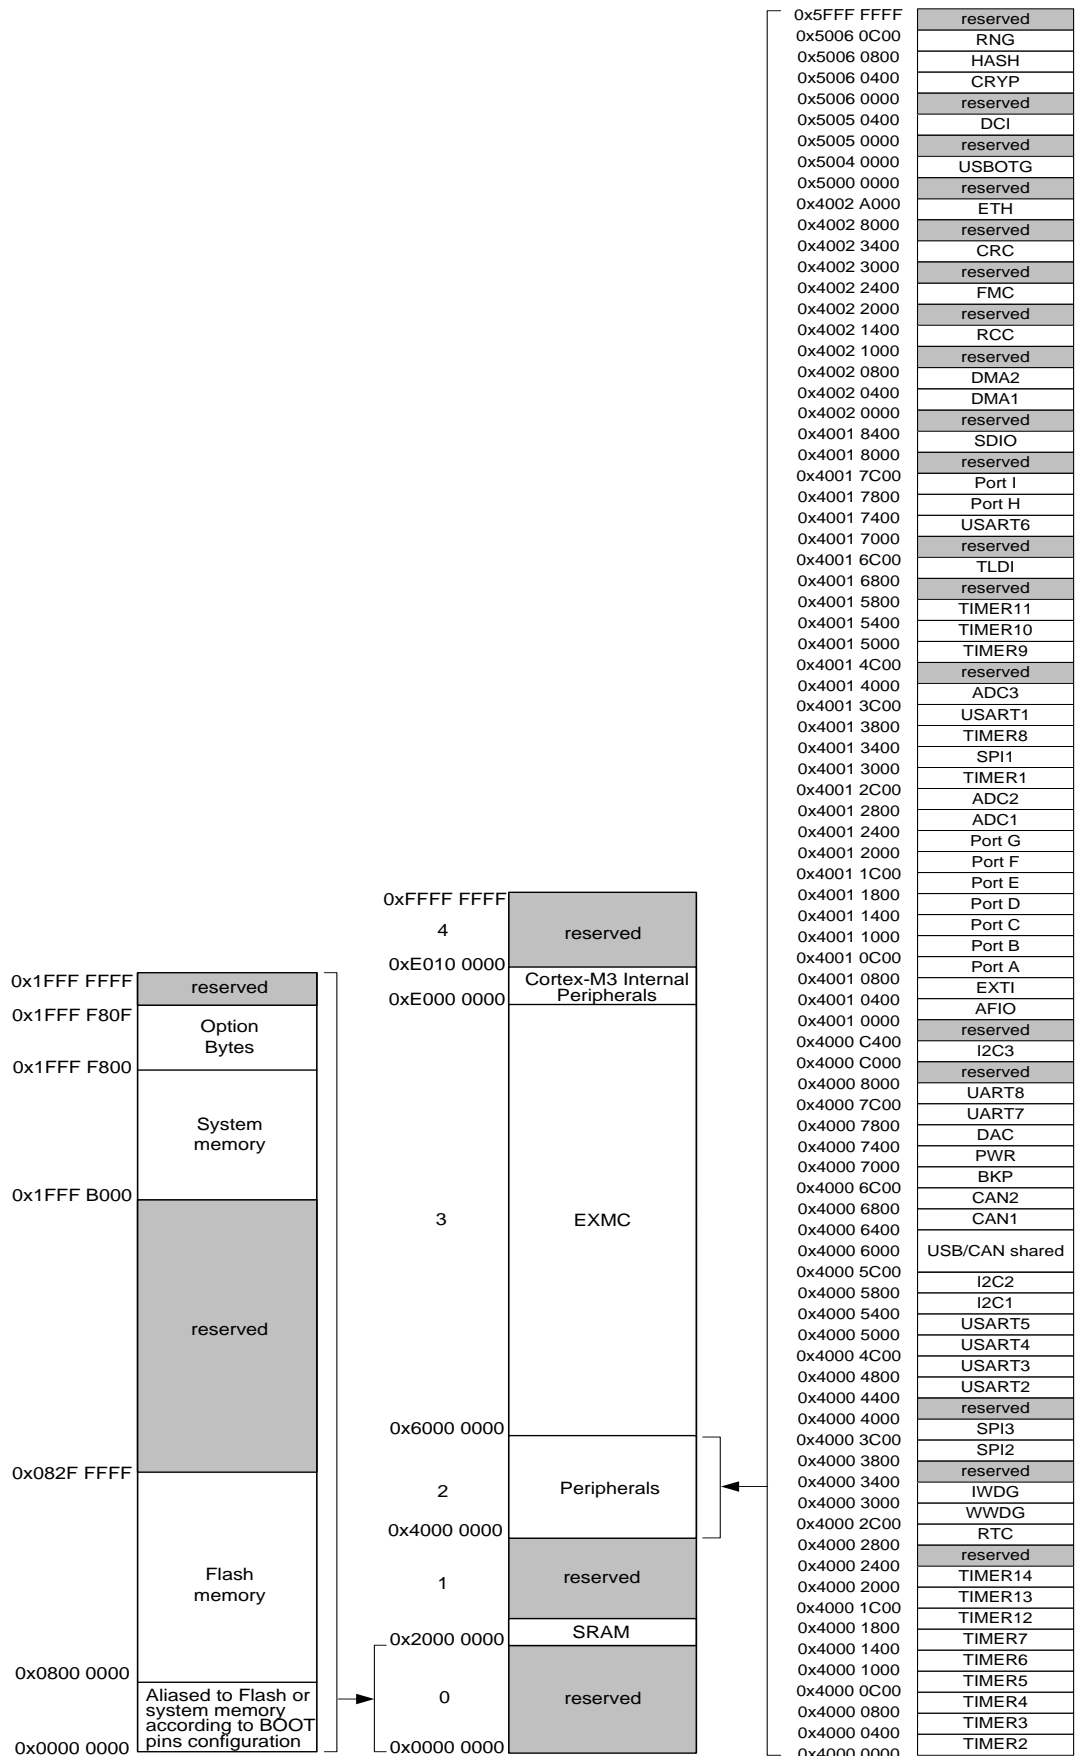 0x1FFF FFFF
reserved
0x1FFF F80F
Option
Bytes
0x1FFF F800
System
memory
0x1FFF B000
reserved
0x082F FFFF
Flash
memory
0x0800 0000
Aliased to Flash or
system memory
according to BOOT
pins configuration
0x0000 0000
0xFFFF FFFF
4
reserved
0xE010 0000
Cortex-M3 Internal
Peripherals
0xE000 0000
3
EXMC
0x6000 0000
2
Peripherals
0x4000 0000
1
reserved
SRAM
0x2000 0000
0
reserved
0x0000 0000
0x5FFF FFFF
reserved
0x5006 0C00
RNG
0x5006 0800
HASH
0x5006 0400
CRYP
0x5006 0000
reserved
0x5005 0400
DCI
0x5005 0000
reserved
0x5004 0000
USBOTG
0x5000 0000
reserved
0x4002 A000
ETH
0x4002 8000
reserved
0x4002 3400
CRC
0x4002 3000
reserved
0x4002 2400
FMC
0x4002 2000
reserved
0x4002 1400
RCC
0x4002 1000
reserved
0x4002 0800
DMA2
0x4002 0400
DMA1
0x4002 0000
reserved
0x4001 8400
SDIO
0x4001 8000
reserved
0x4001 7C00
Port I
0x4001 7800
Port H
0x4001 7400
USART6
0x4001 7000
reserved
0x4001 6C00
TLDI
0x4001 6800
reserved
0x4001 5800
TIMER11
0x4001 5400
TIMER10
0x4001 5000
TIMER9
0x4001 4C00
reserved
0x4001 4000
ADC3
0x4001 3C00
USART1
0x4001 3800
TIMER8
0x4001 3400
SPI1
0x4001 3000
TIMER1
0x4001 2C00
ADC2
0x4001 2800
ADC1
0x4001 2400
Port G
0x4001 2000
Port F
0x4001 1C00
Port E
0x4001 1800
Port D
0x4001 1400
Port C
0x4001 1000
Port B
0x4001 0C00
Port A
0x4001 0800
EXTI
0x4001 0400
AFIO
0x4001 0000
reserved
0x4000 C400
I2C3
0x4000 C000
reserved
0x4000 8000
UART8
0x4000 7C00
UART7
0x4000 7800
DAC
0x4000 7400
PWR
0x4000 7000
BKP
0x4000 6C00
CAN2
0x4000 6800
CAN1
0x4000 6400
0x4000 6000
USB/CAN shared
0x4000 5C00
I2C2
0x4000 5800
I2C1
0x4000 5400
USART5
0x4000 5000
USART4
0x4000 4C00
USART3
0x4000 4800
USART2
0x4000 4400
reserved
0x4000 4000
SPI3
0x4000 3C00
SPI2
0x4000 3800
reserved
0x4000 3400
IWDG
0x4000 3000
WWDG
0x4000 2C00
RTC
0x4000 2800
reserved
0x4000 2400
TIMER14
0x4000 2000
TIMER13
0x4000 1C00
TIMER12
0x4000 1800
TIMER7
0x4000 1400
TIMER6
0x4000 1000
TIMER5
0x4000 0C00
TIMER4
0x4000 0800
TIMER3
0x4000 0400
TIMER2
0x4000 0000